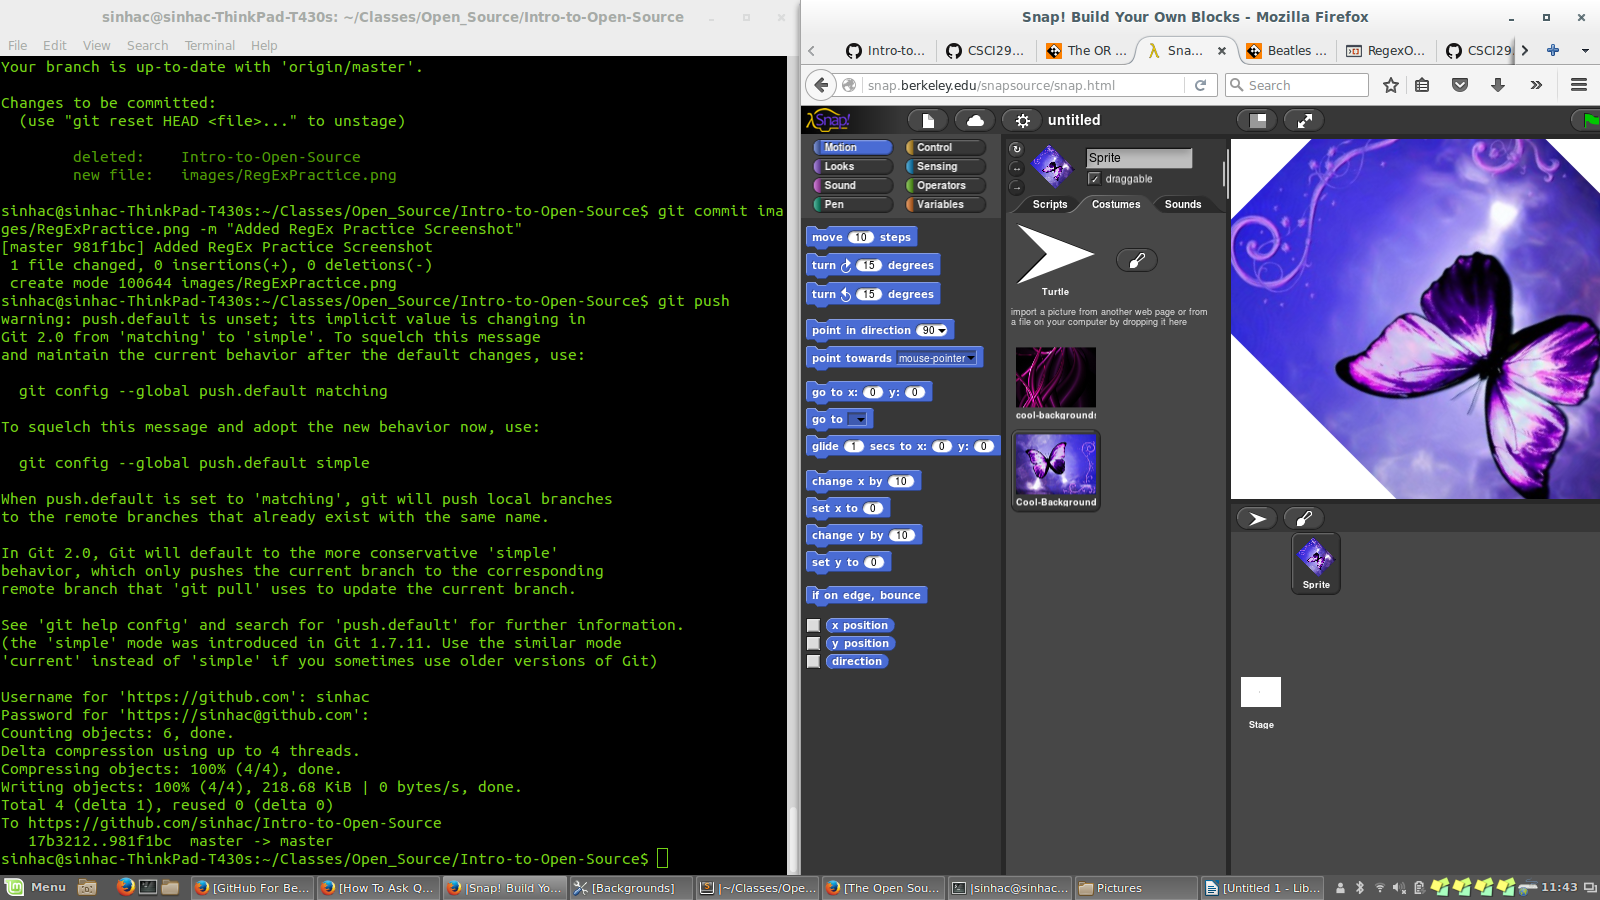 sinhac@sinhac-ThinkPad-T430s: ~/Classes/Open_Source/Intro-to-Open-Source
File Edit View Search Terminal Help
Your branch is up-to-date with 'origin/master'.
Changes to be committed:
(use "git reset HEAD <file>..." to unstage)
deleted: Intro-to-Open-Source
new file: images/RegExPractice.png
sinhac@sinhac-ThinkPad-T430s:~/Classes/Open_Source/Intro-to-Open-Source$ git commit ima
ges/RegExPractice.png -m "Added RegEx Practice Screenshot"
[master 981f1bc] Added RegEx Practice Screenshot
1 file changed, 0 insertions(+), 0 deletions(-)
create mode 100644 images/RegExPractice.png
sinhac@sinhac-ThinkPad-T430s:~/Classes/Open_Source/Intro-to-Open-Source$ git push
warning: push.default is unset; its implicit value is changing in
Git 2.0 from 'matching' to 'simple'. To squelch this message
and maintain the current behavior after the default changes, use:
git config --global push.default matching
To squelch this message and adopt the new behavior now, use:
git config --global push.default simple
When push.default is set to 'matching', git will push local branches
to the remote branches that already exist with the same name.
In Git 2.0, Git will default to the more conservative 'simple'
behavior, which only pushes the current branch to the corresponding
remote branch that 'git pull' uses to update the current branch.
See 'git help config' and search for 'push.default' for further information.
(the 'simple' mode was introduced in Git 1.7.11. Use the similar mode
'current' instead of 'simple' if you sometimes use older versions of Git)
Username for 'https://github.com': sinhac
Password for 'https://sinhac@github.com':
Counting objects: 6, done.
Delta compression using up to 4 threads.
Compressing objects: 100% (4/4), done.
Writing objects: 100% (4/4), 218.68 KiB | 0 bytes/s, done.
Total 4 (delta 1), reused 0 (delta 0)
To https://github.com/sinhac/Intro-to-Open-Source
17b3212..981f1bc master -> master
sinhac@sinhac-ThinkPad-T430s:~/Classes/Open_Source/Intro-to-Open-Source$
Snap! Build Your Own Blocks - Mozilla Firefox
Intro-to... CSCI29... The OR ... Sna... Beatles ... RegexO... CSCI29
snap.berkeley.edu/snapsource/snap.html
Search
Snap! untitled
Motion Control
Looks Sensing
Sound Operators
Pen Variables
move 10 steps
turn 15 degrees
turn 15 degrees
point in direction 90
point towards mouse-pointer
go to x: 0 y: 0
go to
glide 1 secs to x: 0 y: 0
change x by 10
set x to 0
change y by 10
set y to 0
if on edge, bounce
x position
y position
direction
Sprite
draggable
Scripts Costumes Sounds
Turtle
import a picture from another web page or from
a file on your computer by dropping it here
cool-backgrounds
Cool-Background
Sprite
Stage
Menu [GitHub For Be... [How To Ask Q... |Snap! Build Yo... [Backgrounds] |~/Classes/Ope... [The Open Sou... |sinhac@sinhac... Pictures [Untitled 1 - Lib... 11:43